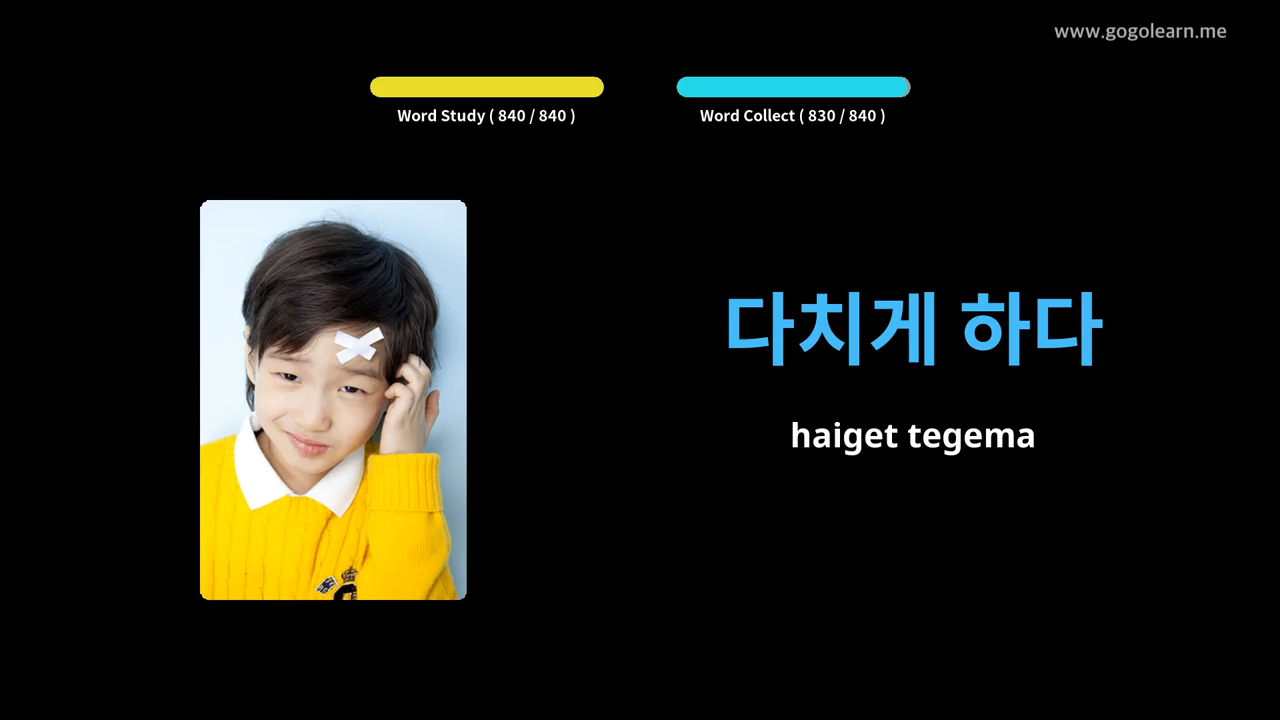 www.gogolearn.me
Word Study ( 840 / 840 )
Word Collect ( 830 / 840 )
다치게 하다
haiget tegema